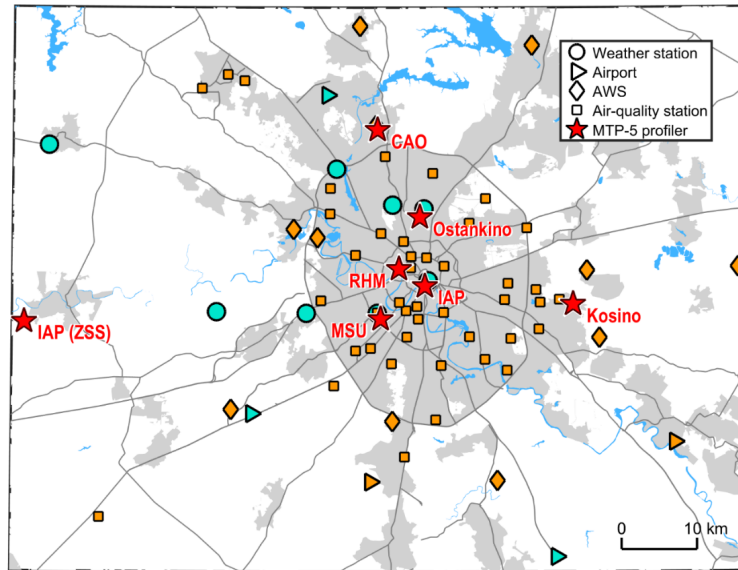 Weather station
Airport
AWS
Air-quality station
MTP-5 profiler
CAO
Ostankino
RHM
IAP
Kosino
MSU
IAP (ZSS)
0 10 km